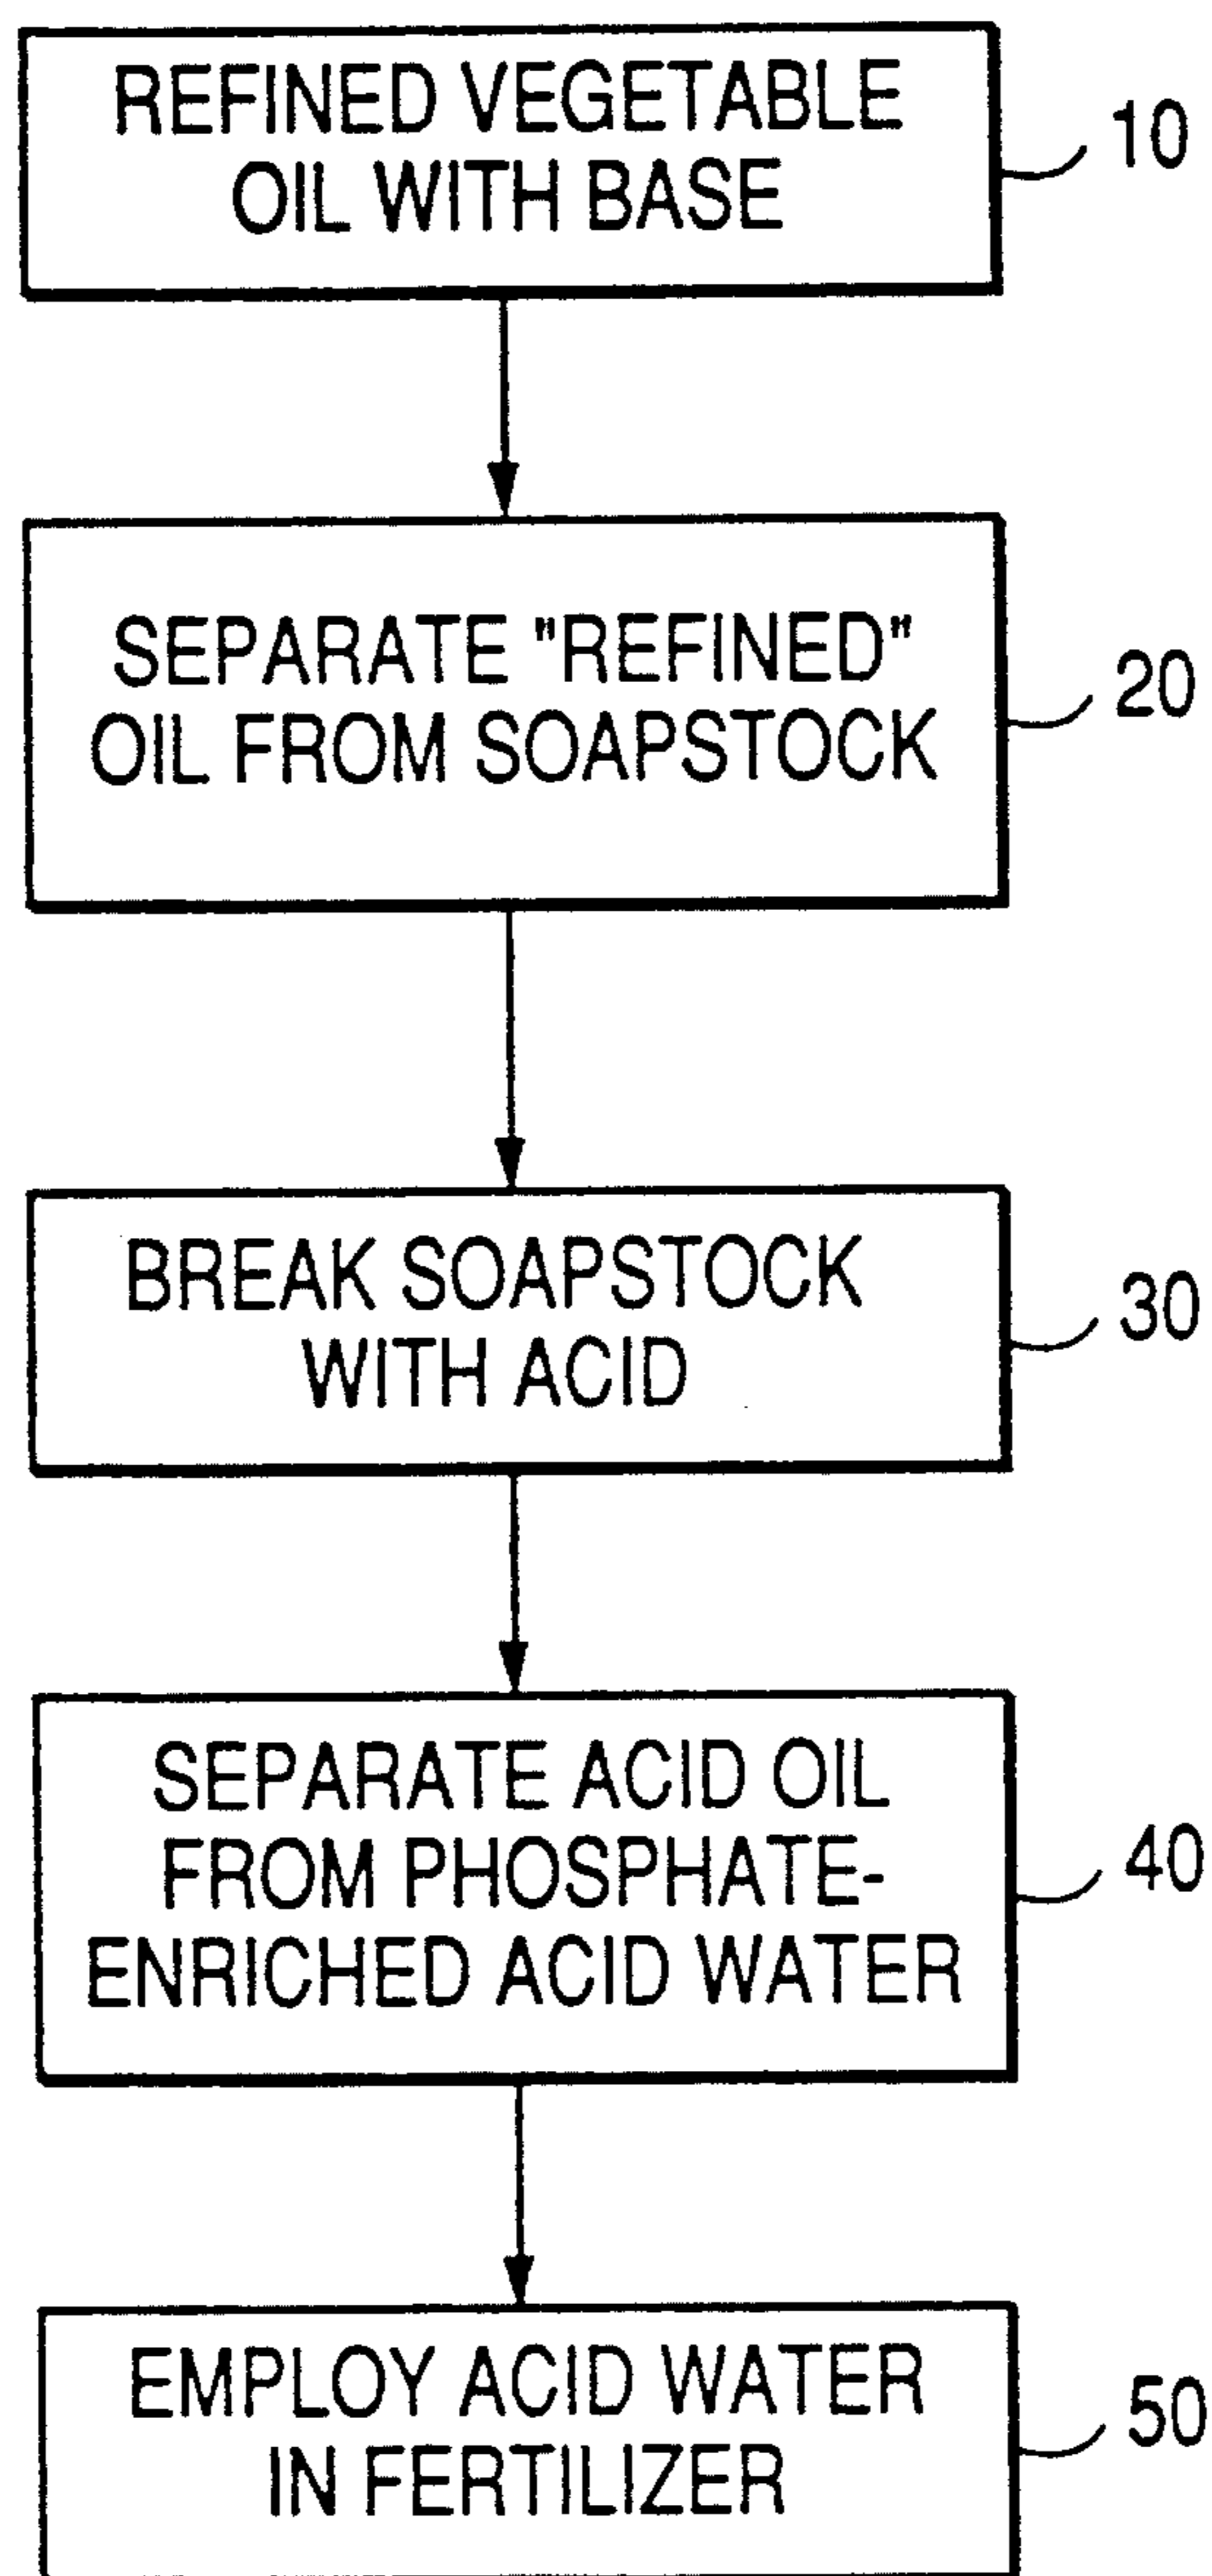 REFINED VEGETABLE
OIL WITH BASE
10
SEPARATE "REFINED"
OIL FROM SOAPSTOCK
20
BREAK SOAPSTOCK
WITH ACID
30
SEPARATE ACID OIL
FROM PHOSPHATE-
ENRICHED ACID WATER
40
EMPLOY ACID WATER
IN FERTILIZER
50